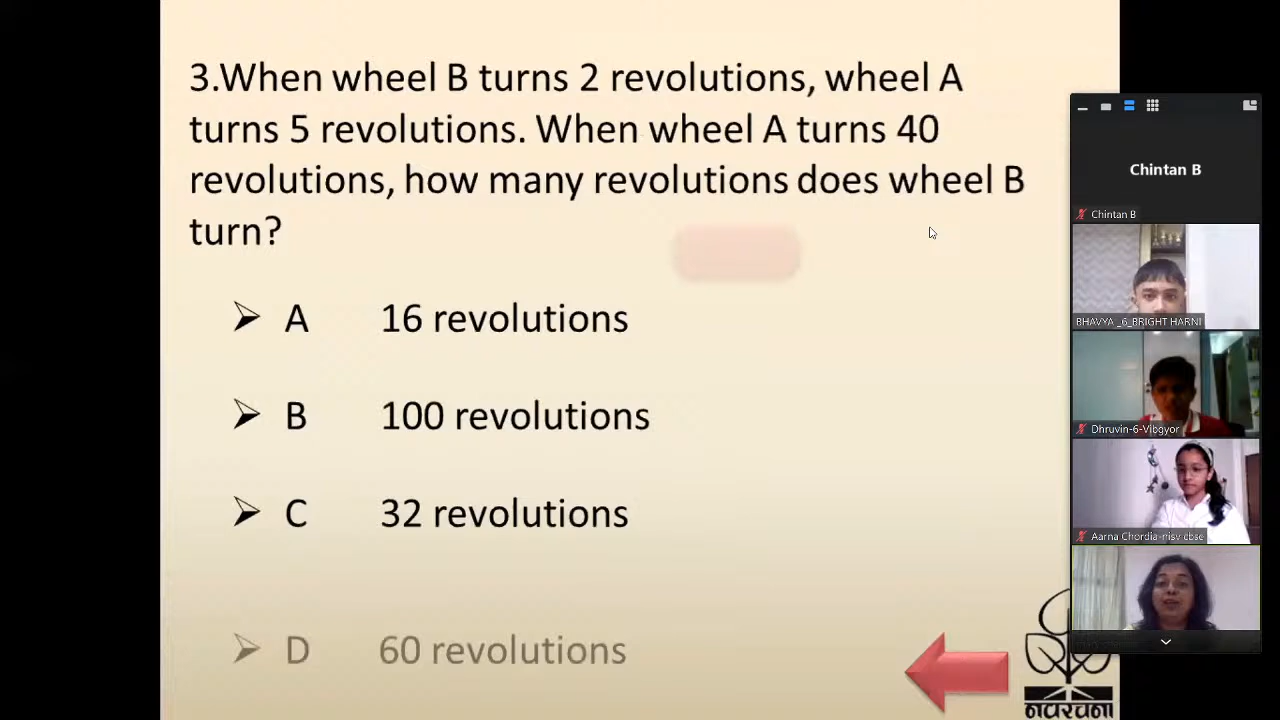 3.When wheel B turns 2 revolutions, wheel A
turns 5 revolutions. When wheel A turns 40
revolutions, how many revolutions does wheel B
turn?
A 16 revolutions
B 100 revolutions
C 32 revolutions
D 60 revolutions
नवरचना
Chintan B
Chintan B
BHAVYA _6_BRIGHT HARNI
Dhruvin-6-Vibgyor
Aarna Chordia-nisv cbse